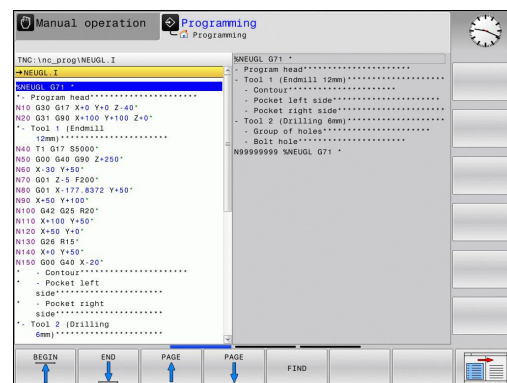 Manual operation
Programming
Programming
TNC:\nc_prog\NEUGL.I
→NEUGL.I
%NEUGL G71 *
*- Program head***********************
N10 G30 G17 X+0 Y+0 Z-40*
N20 G31 G90 X+100 Y+100 Z+0*
*- Tool 1 (Endmill
12mm)***********************
N40 T1 G17 S5000*
N50 G00 G40 G90 Z+250*
N60 X-30 Y+50*
N70 G01 Z-5 F200*
N80 G01 X-177.8372 Y+50*
N90 X+50 Y+100*
N100 G42 G25 R20*
N110 X+100 Y+50*
N120 X+50 Y+0*
N130 G26 R15*
N140 X+0 Y+50*
N150 G00 G40 X-20*
* - Contour***********************
* - Pocket left
side***********************
* - Pocket right
side***********************
*- Tool 2 (Drilling
6mm)***********************
%NEUGL G71 *
- Program head***********************
- Tool 1 (Endmill 12mm)*********************
- Contour***********************
- Pocket left side***********************
- Pocket right side***********************
- Tool 2 (Drilling 6mm)***********************
- Group of holes***********************
- Bolt hole***********************
N99999999 %NEUGL G71 *
BEGIN
END
PAGE
PAGE
FIND